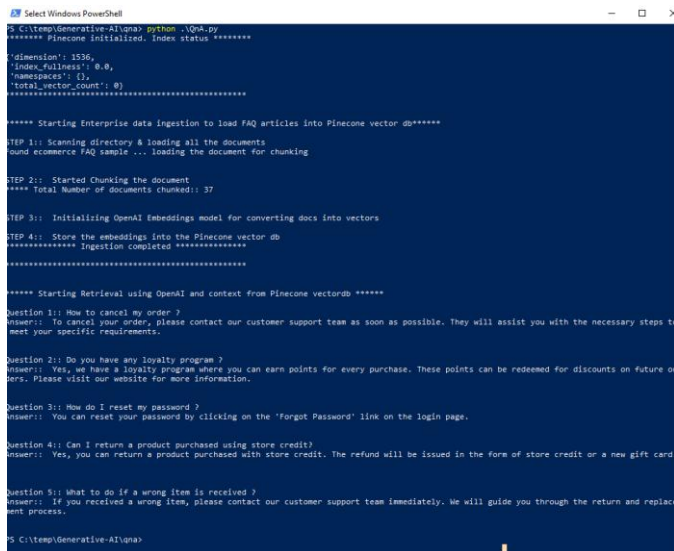 Select Windows PowerShell
PS C:\temp\Generative-AI\qna> python .\QnA.py
******** Pinecone initialized. Index status ********
{'dimension': 1536,
'index_fullness': 0.0,
'namespaces': {},
'total_vector_count': 0}
**************************************************
****** Starting Enterprise data ingestion to load FAQ articles into Pinecone vector db******
STEP 1:: Scanning directory & loading all the documents
ound ecommerce FAQ sample ... loading the document for chunking
STEP 2:: Started Chunking the document
***** Total Number of documents chunked:: 37
STEP 3:: Initializing OpenAI Embeddings model for converting docs into vectors
STEP 4:: Store the embeddings into the Pinecone vector db
*************** Ingestion completed ***************
**************************************************
****** Starting Retrieval using OpenAI and context from Pinecone vectordb ******
Question 1:: How to cancel my order ?
Answer:: To cancel your order, please contact our customer support team as soon as possible. They will assist you with the necessary steps to
meet your specific requirements.
Question 2:: Do you have any loyalty program ?
Answer:: Yes, we have a loyalty program where you can earn points for every purchase. These points can be redeemed for discounts on future or
ders. Please visit our website for more information.
Question 3:: How do I reset my password ?
Answer:: You can reset your password by clicking on the 'Forgot Password' link on the login page.
Question 4:: Can I return a product purchased using store credit?
Answer:: Yes, you can return a product purchased with store credit. The refund will be issued in the form of store credit or a new gift card
Question 5:: What to do if a wrong item is received ?
Answer:: If you received a wrong item, please contact our customer support team immediately. We will guide you through the return and replac
ment process.
PS C:\temp\Generative-AI\qna>